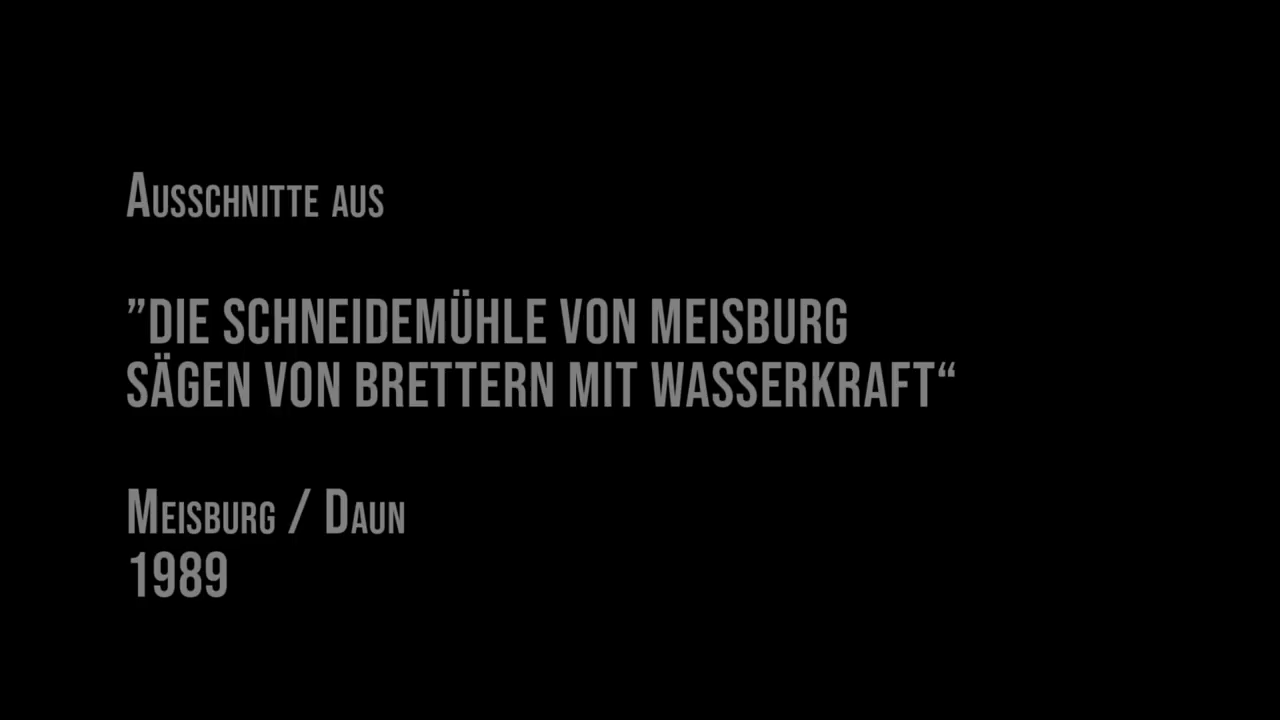 Ausschnitte aus
”DIE SCHNEIDEMÜHLE VON MEISBURG
SÄGEN VON BRETTERN MIT WASSERKRAFT“
Meisburg / Daun
1989